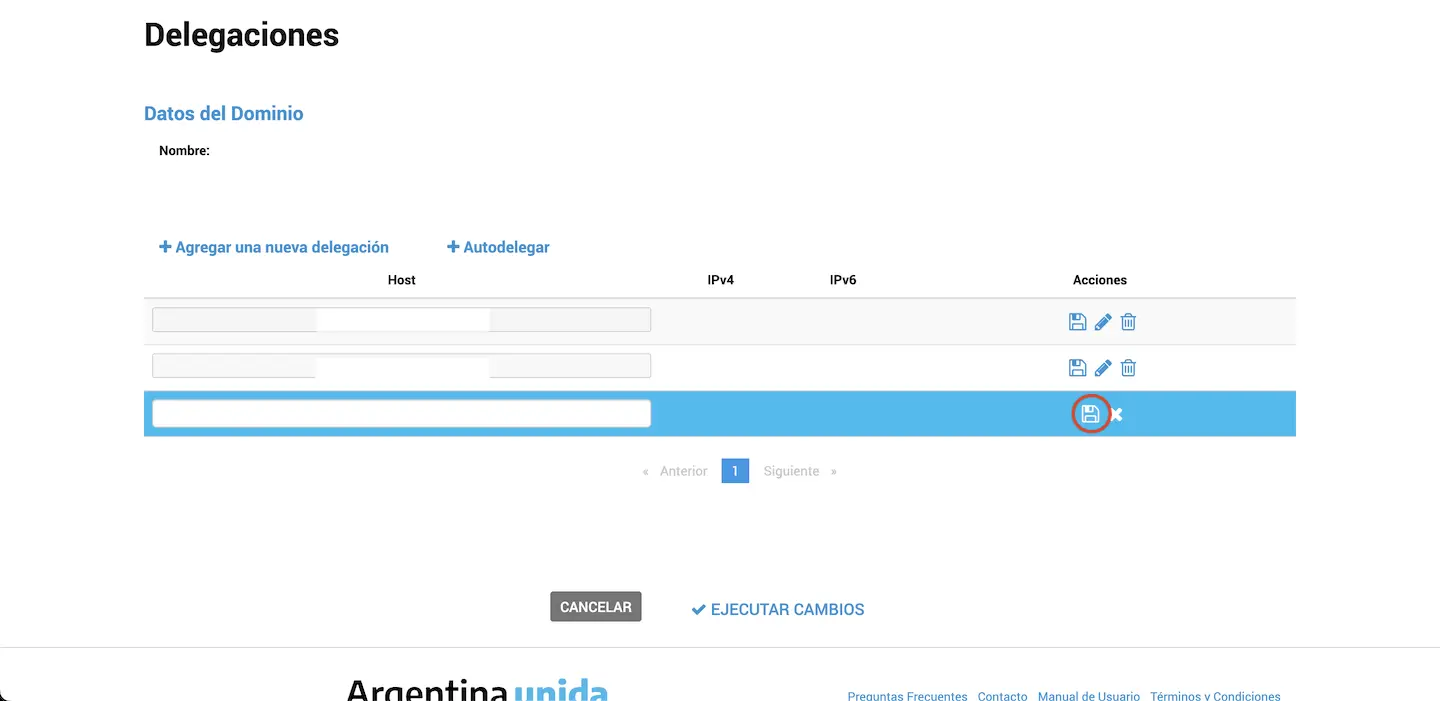 Delegaciones
Datos del Dominio
Nombre:
Agregar una nueva delegación Autodelegar
Host IPv4 IPv6 Acciones
« Anterior 1 Siguiente »
CANCELAR EJECUTAR CAMBIOS
Argentina unida
Preguntas Frecuentes Contacto Manual de Usuario Términos y Condiciones